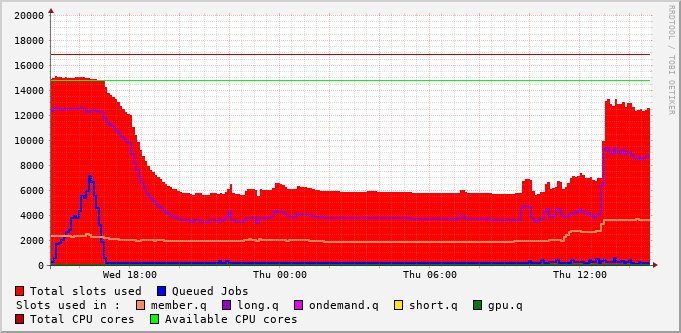 20000
18000
16000
14000
12000
10000
8000
6000
4000
2000
0
Wed 18:00 Thu 00:00 Thu 06:00 Thu 12:00
RRDTOOL / TOBI OETIKER
Total slots used Queued Jobs
Slots used in : member.q long.q ondemand.q short.q gpu.q
Total CPU cores Available CPU cores